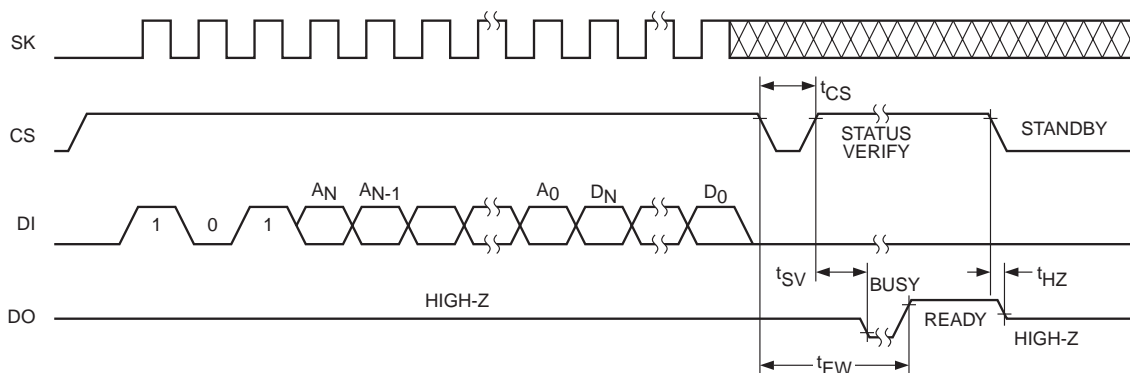 SK
tCS
CS
STATUS
VERIFY
STANDBY
AN AN-1 A0 DN D0
DI
1 0 1
tSV
BUSY
tHZ
HIGH-Z
DO
READY
HIGH-Z
tEW